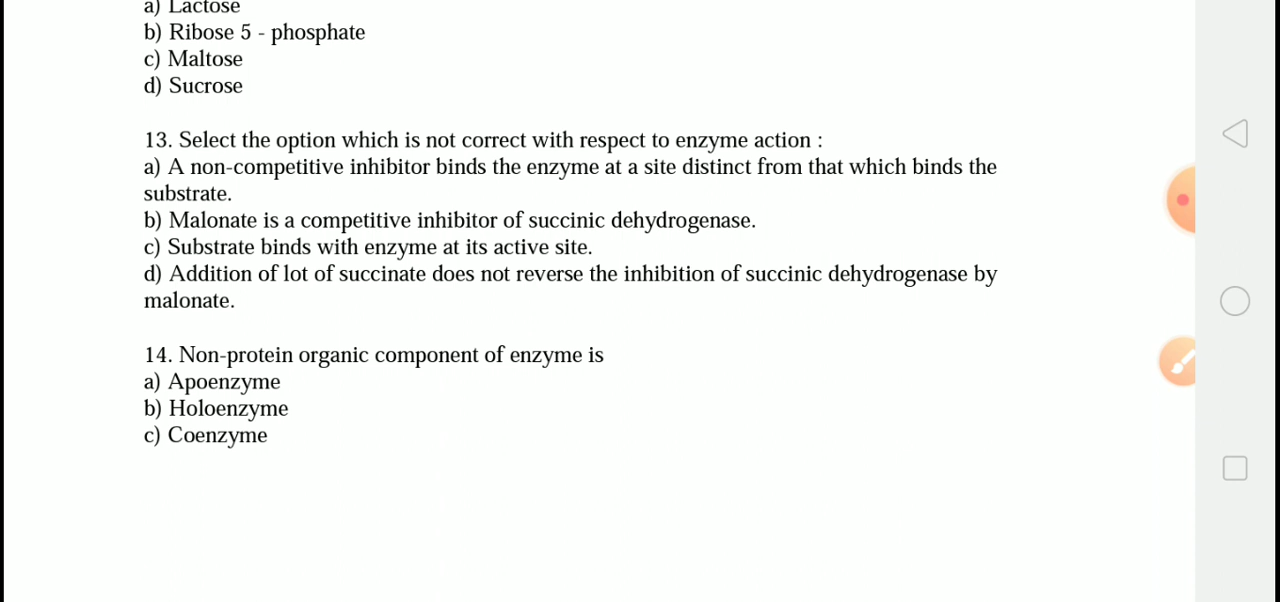 a) Lactose
b) Ribose 5 - phosphate
c) Maltose
d) Sucrose
13. Select the option which is not correct with respect to enzyme action :
a) A non-competitive inhibitor binds the enzyme at a site distinct from that which binds the
substrate.
b) Malonate is a competitive inhibitor of succinic dehydrogenase.
c) Substrate binds with enzyme at its active site.
d) Addition of lot of succinate does not reverse the inhibition of succinic dehydrogenase by
malonate.
14. Non-protein organic component of enzyme is
a) Apoenzyme
b) Holoenzyme
c) Coenzyme